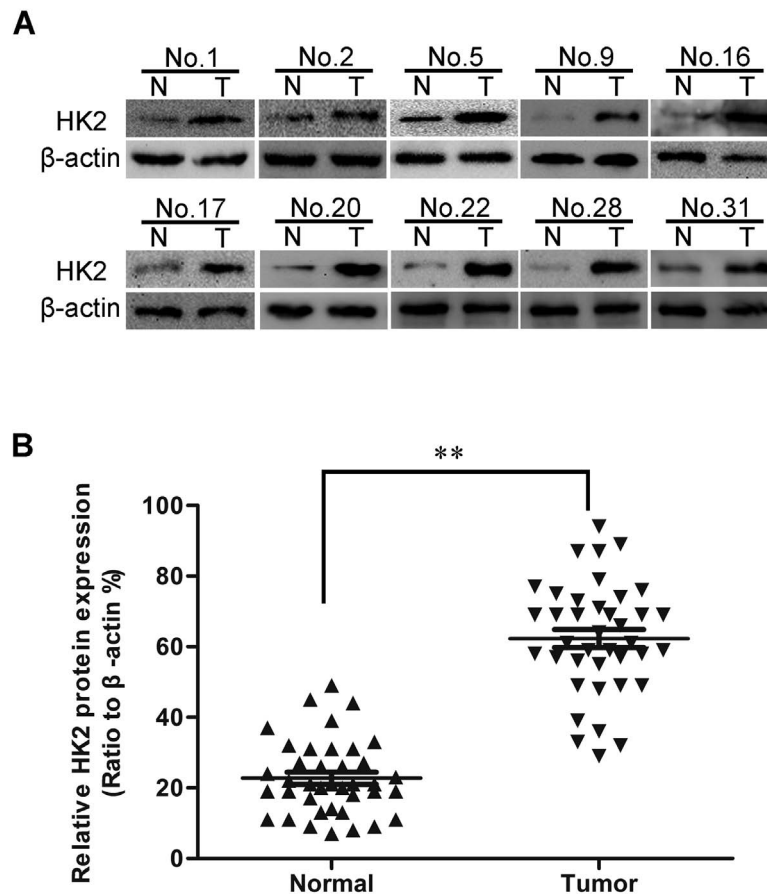 A
No.1 No.2 No.5 No.9 No.16
N T N T N T N T N T
HK2
β-actin
No.17 No.20 No.22 No.28 No.31
N T N T N T N T N T
HK2
β-actin
B
**
Relative HK2 protein expression
(Ratio to β -actin %)
100
80
60
40
20
0
Normal Tumor